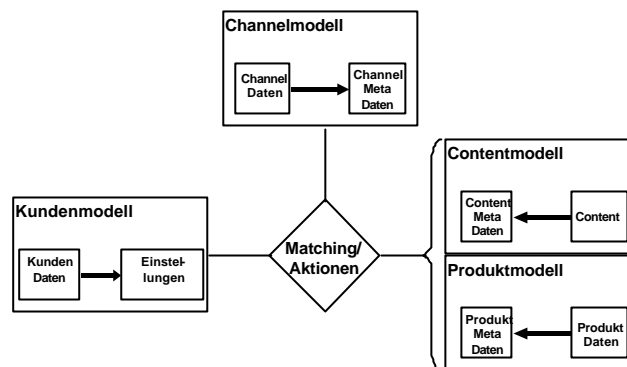 Channelmodell
Channel
Daten
Channel
Meta
Daten
Kundenmodell
Kunden
Daten
Einstel-
lungen
Matching/
Aktionen
Contentmodell
Content
Meta
Daten
Content
Produktmodell
Produkt
Meta
Daten
Produkt
Daten